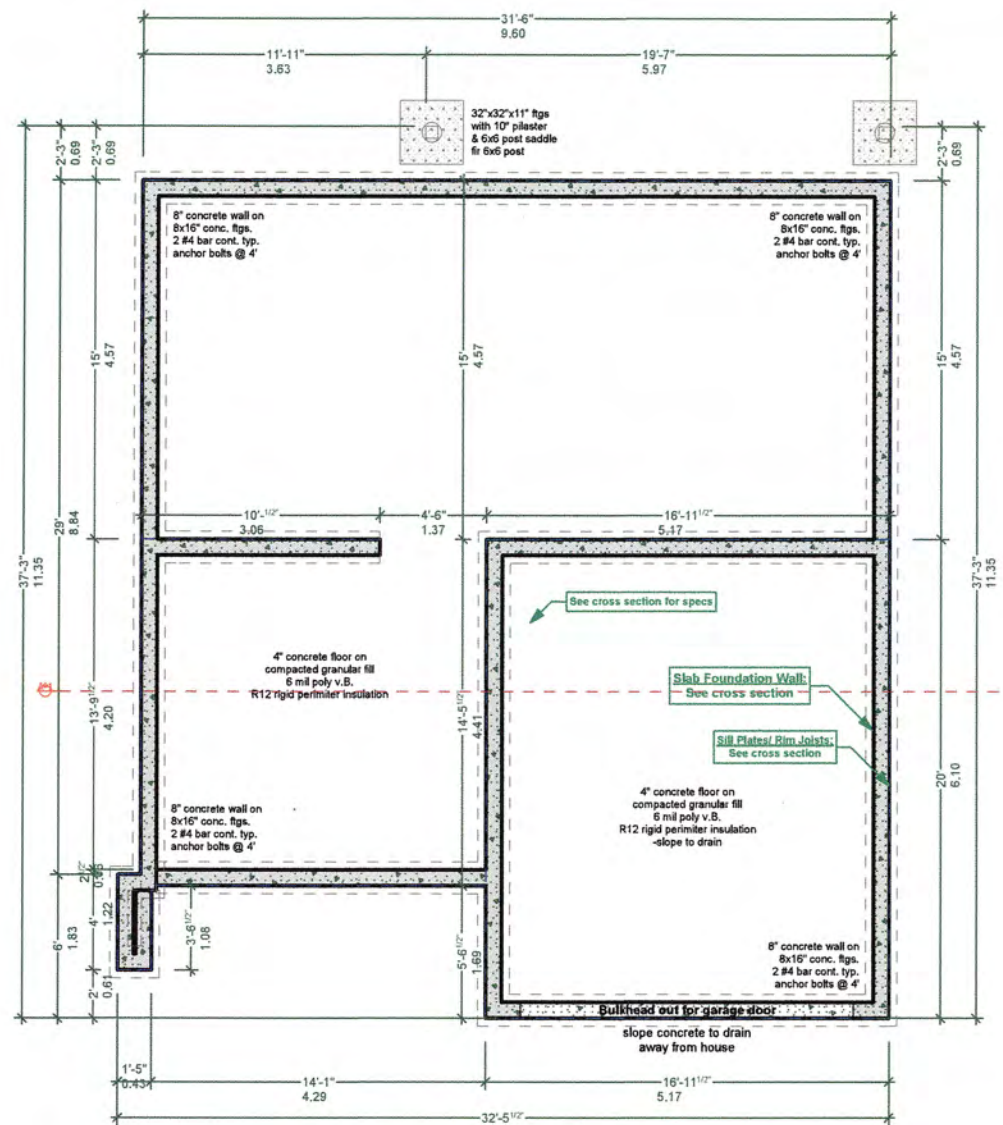 31'-6"
9.60
11'-11"
3.63
19'-7"
5.97
32"x32"x11" ftgs
with 10" pilaster
& 6x6 post saddle
fir 6x6 post
2'-3"
0.69
2'-3"
0.69
2'-3"
0.69
8" concrete wall on
8x16" conc. ftgs.
2 #4 bar cont. typ.
anchor bolts @ 4'
8" concrete wall on
8x16" conc. ftgs.
2 #4 bar cont. typ.
anchor bolts @ 4'
15'
4.57
15'
4.57
15'
4.57
10'-1/2"
3.06
4'-6"
1.37
16'-11 1/2"
5.17
29'
8.84
37'-3"
11.35
37'-3"
11.35
See cross section for specs
4" concrete floor on
compacted granular fill
6 mil poly v.B.
R12 rigid perimiter insulation
13'-9 1/2"
4.20
14'-5 1/2"
4.41
Slab Foundation Wall:
See cross section
Sill Plates/ Rim Joists:
See cross section
20'
6.10
4" concrete floor on
compacted granular fill
6 mil poly v.B.
R12 rigid perimiter insulation
-slope to drain
8" concrete wall on
8x16" conc. ftgs.
2 #4 bar cont. typ.
anchor bolts @ 4'
6'
1.83
4'
1.22
3'-6 1/2"
1.08
5'-6 1/2"
1.69
2'
0.61
8" concrete wall on
8x16" conc. ftgs.
2 #4 bar cont. typ.
anchor bolts @ 4'
Bulkhead out for garage door
slope concrete to drain
away from house
1'-5"
0.43
14'-1"
4.29
16'-11 1/2"
5.17
32'-5 1/2"